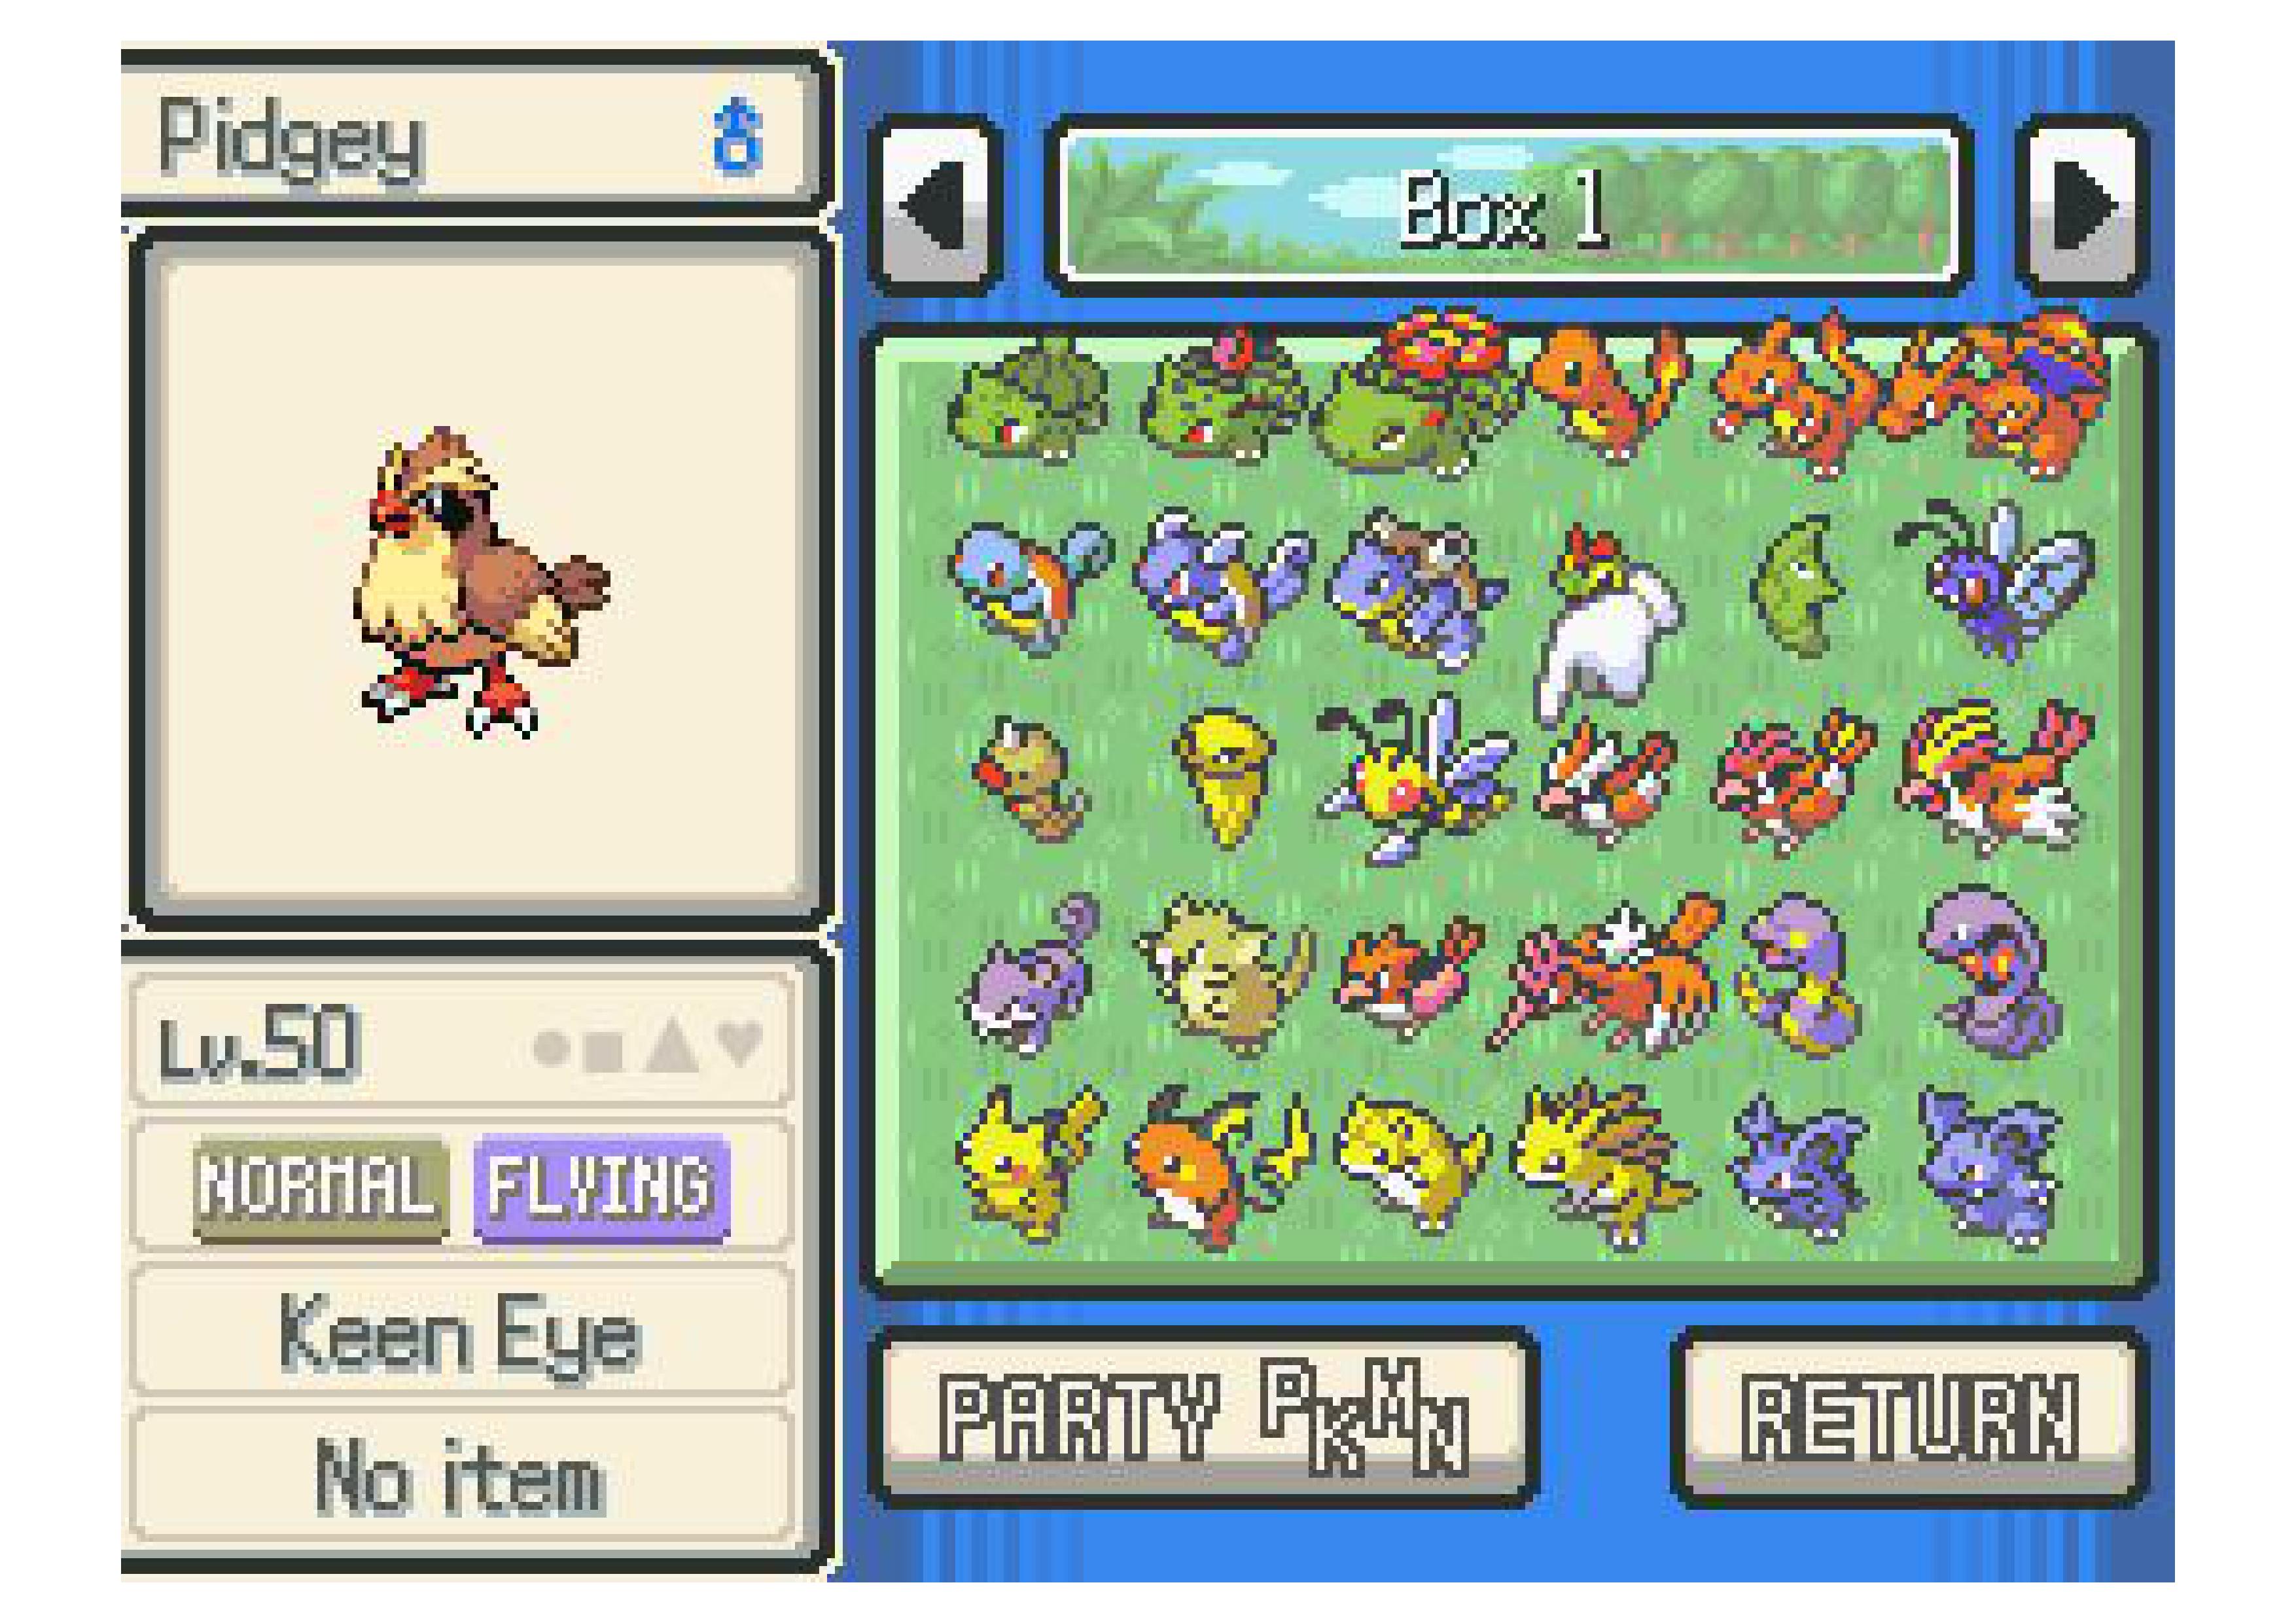 Pidgey ♂
Box 1
Lv.50
NORMAL FLYING
Keen Eye
No item
PARTY PKMN
RETURN